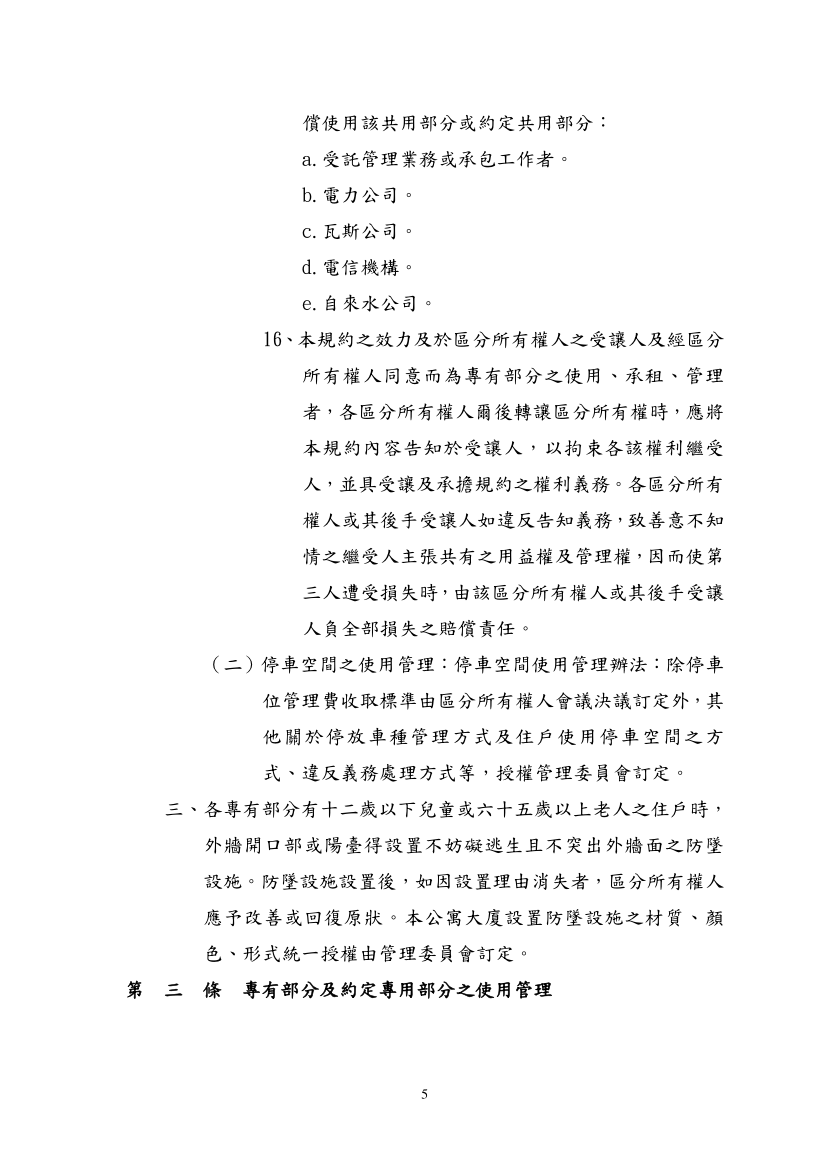 償使用該共用部分或約定共用部分：
a.受託管理業務或承包工作者。
b.電力公司。
c.瓦斯公司。
d.電信機構。
e.自來水公司。
16、本規約之效力及於區分所有權人之受讓人及經區分
所有權人同意而為專有部分之使用、承租、管理
者，各區分所有權人爾後轉讓區分所有權時，應將
本規約內容告知於受讓人，以拘束各該權利繼受
人，並具受讓及承擔規約之權利義務。各區分所有
權人或其後手受讓人如違反告知義務，致善意不知
情之繼受人主張共有之用益權及管理權，因而使第
三人遭受損失時，由該區分所有權人或其後手受讓
人負全部損失之賠償責任。
（二）停車空間之使用管理：停車空間使用管理辦法：除停車
位管理費收取標準由區分所有權人會議決議訂定外，其
他關於停放車種管理方式及住戶使用停車空間之方
式、違反義務處理方式等，授權管理委員會訂定。
三、各專有部分有十二歲以下兒童或六十五歲以上老人之住戶時，
外牆開口部或陽臺得設置不妨礙逃生且不突出外牆面之防墜
設施。防墜設施設置後，如因設置理由消失者，區分所有權人
應予改善或回復原狀。本公寓大廈設置防墜設施之材質、顏
色、形式統一授權由管理委員會訂定。
第　三　條　專有部分及約定專用部分之使用管理
5